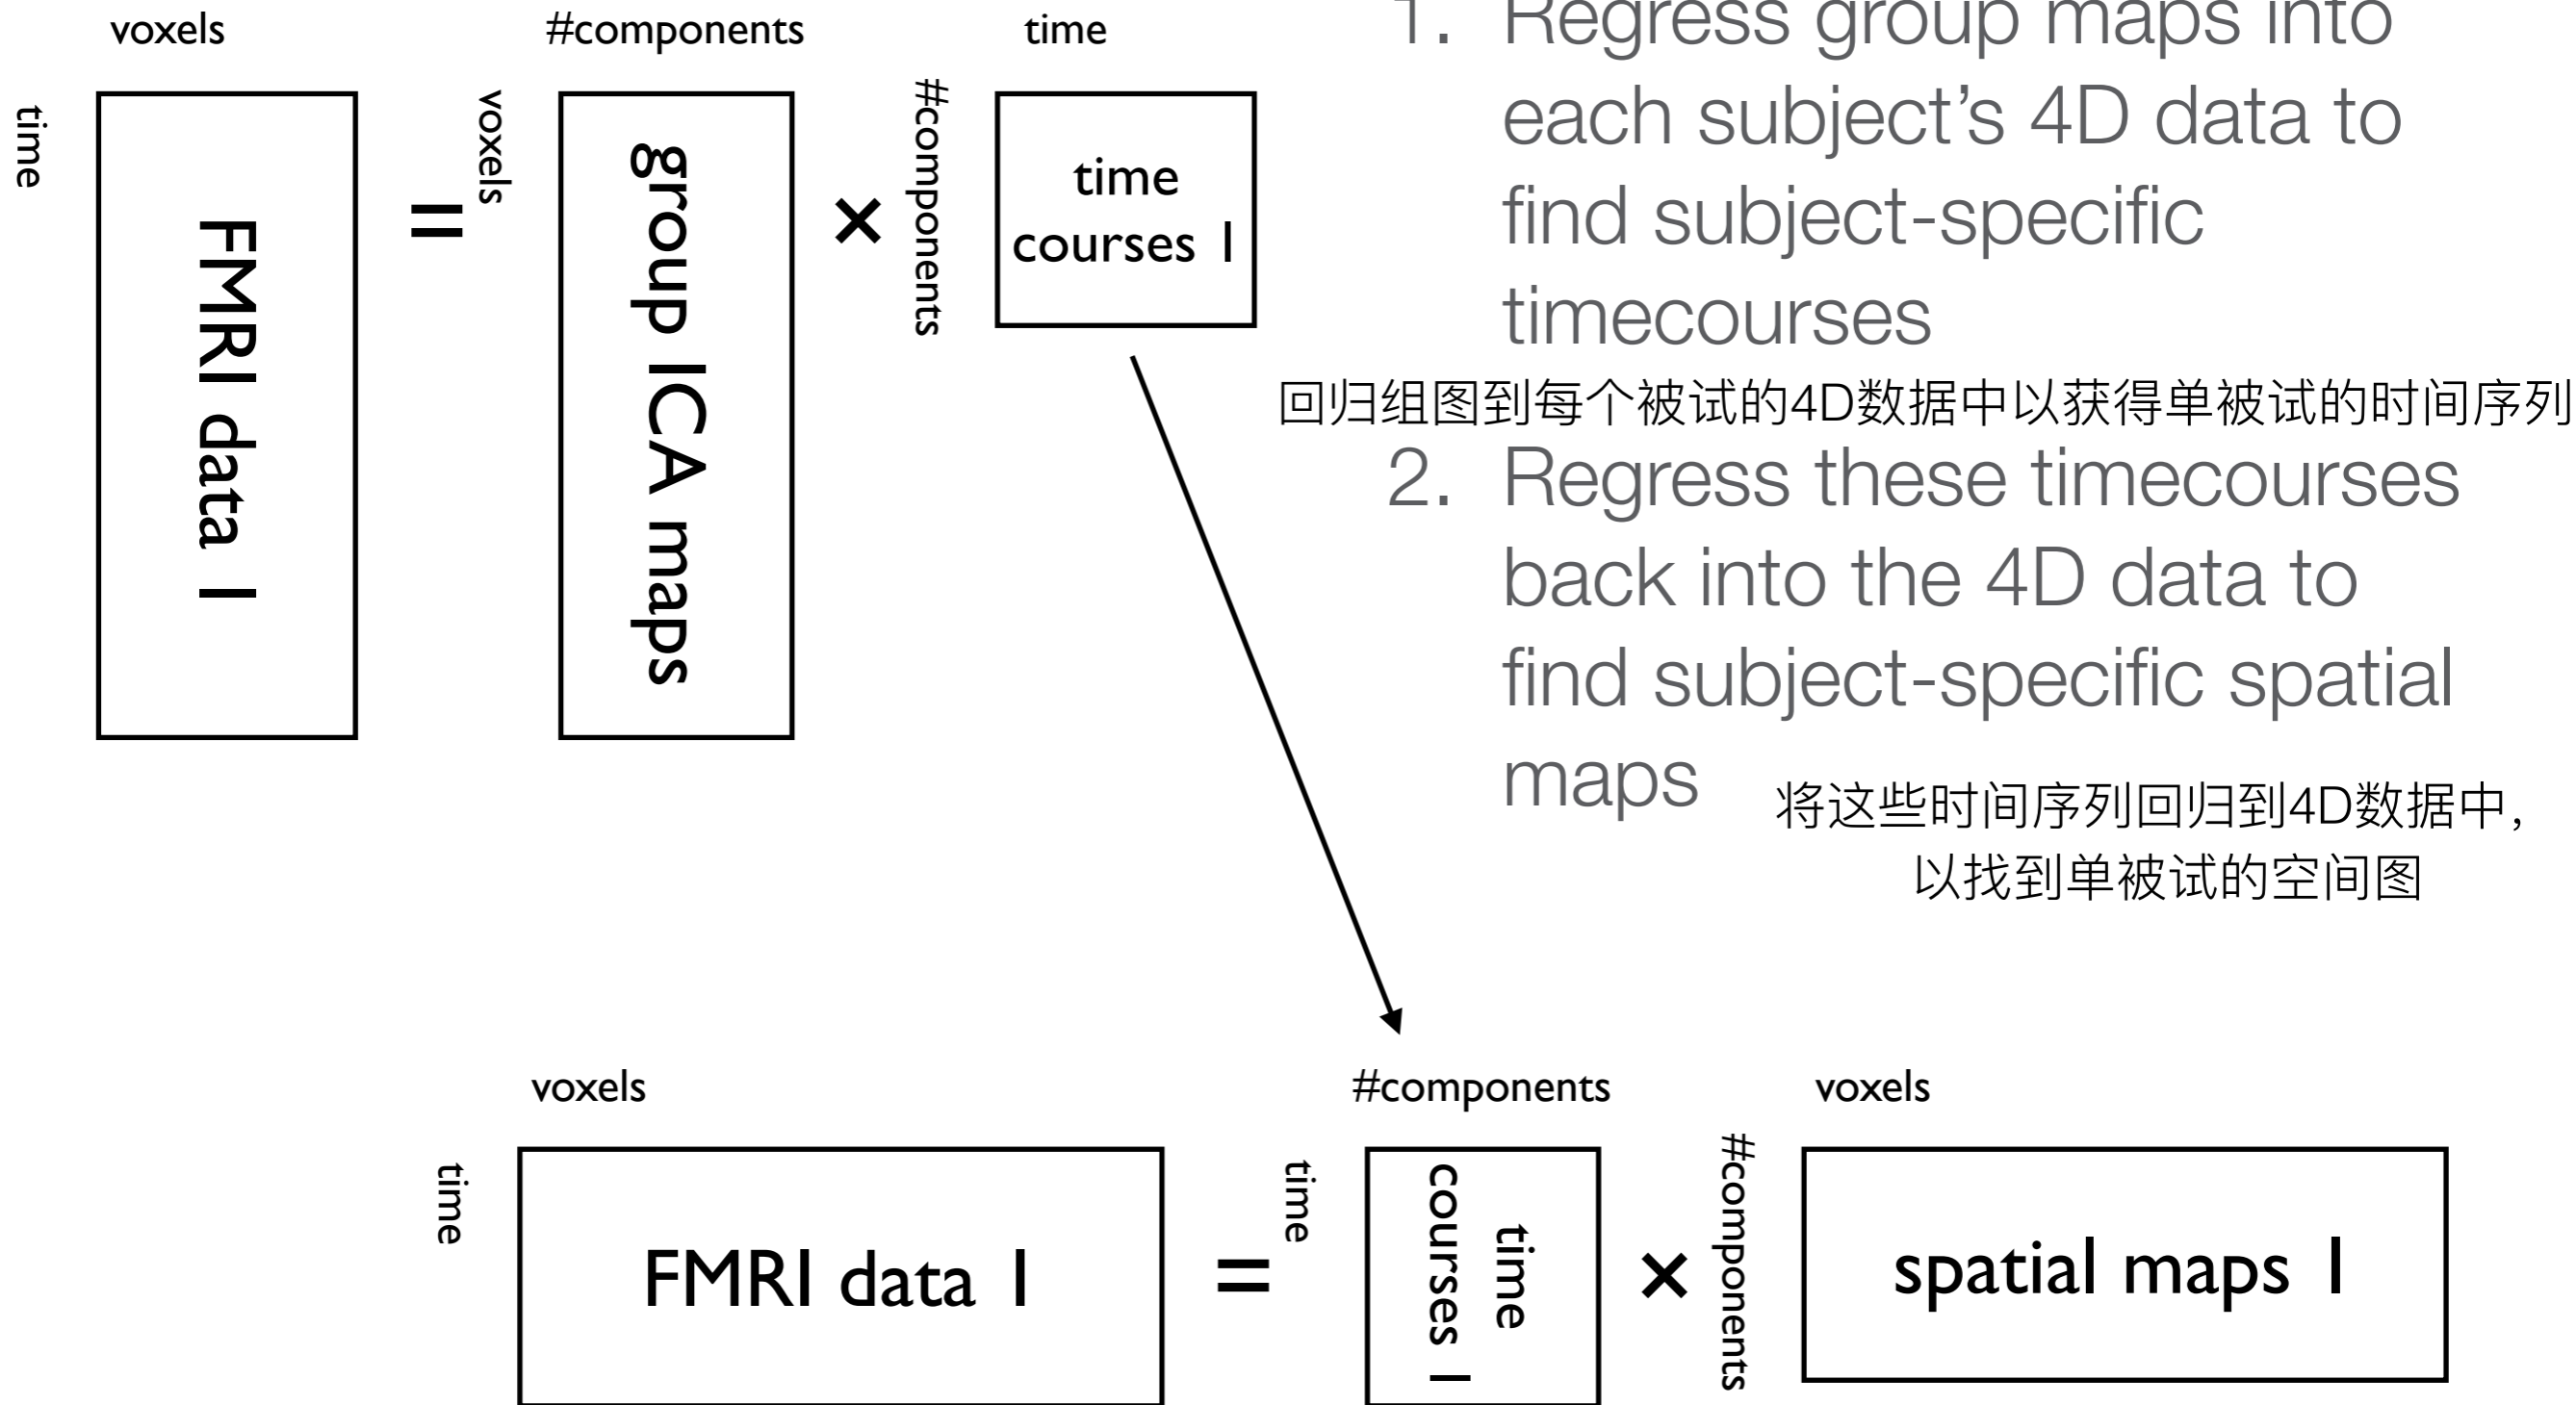 voxels
#components
time
time
FMRI data 1
=
voxels
group ICA maps
×
#components
time
courses 1
1. Regress group maps into
each subject’s 4D data to
find subject-specific
timecourses
回归组图到每个被试的4D数据中以获得单被试的时间序列
2. Regress these timecourses
back into the 4D data to
find subject-specific spatial
maps
将这些时间序列回归到4D数据中，
以找到单被试的空间图
voxels
#components
voxels
time
FMRI data 1
=
time
time
courses 1
×
#components
spatial maps 1